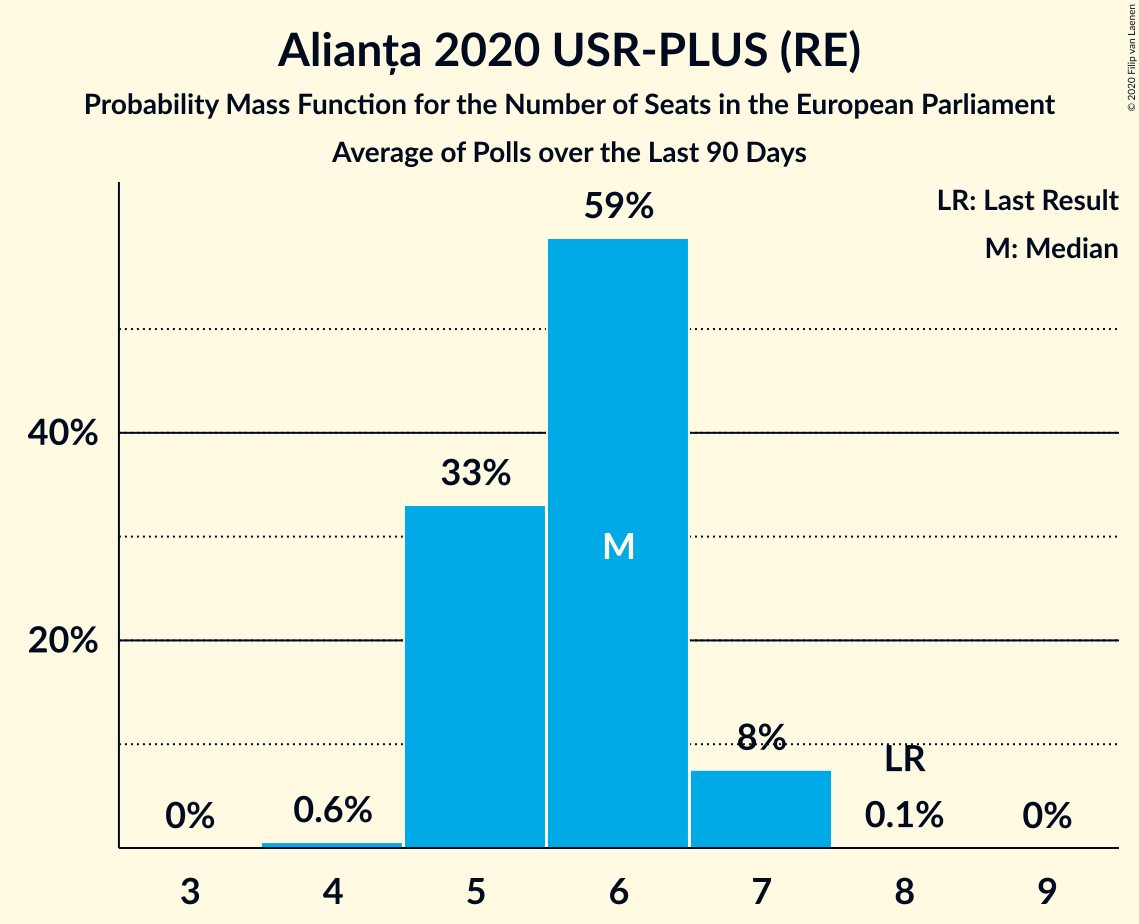 Alianța 2020 USR-PLUS (RE)
Probability Mass Function for the Number of Seats in the European Parliament
Average of Polls over the Last 90 Days
© 2020 Filip van Laenen
LR: Last Result
M: Median
59%
40%
33%
M
20%
8%
LR
0%
0.6%
0.1%
0%
3
4
5
6
7
8
9